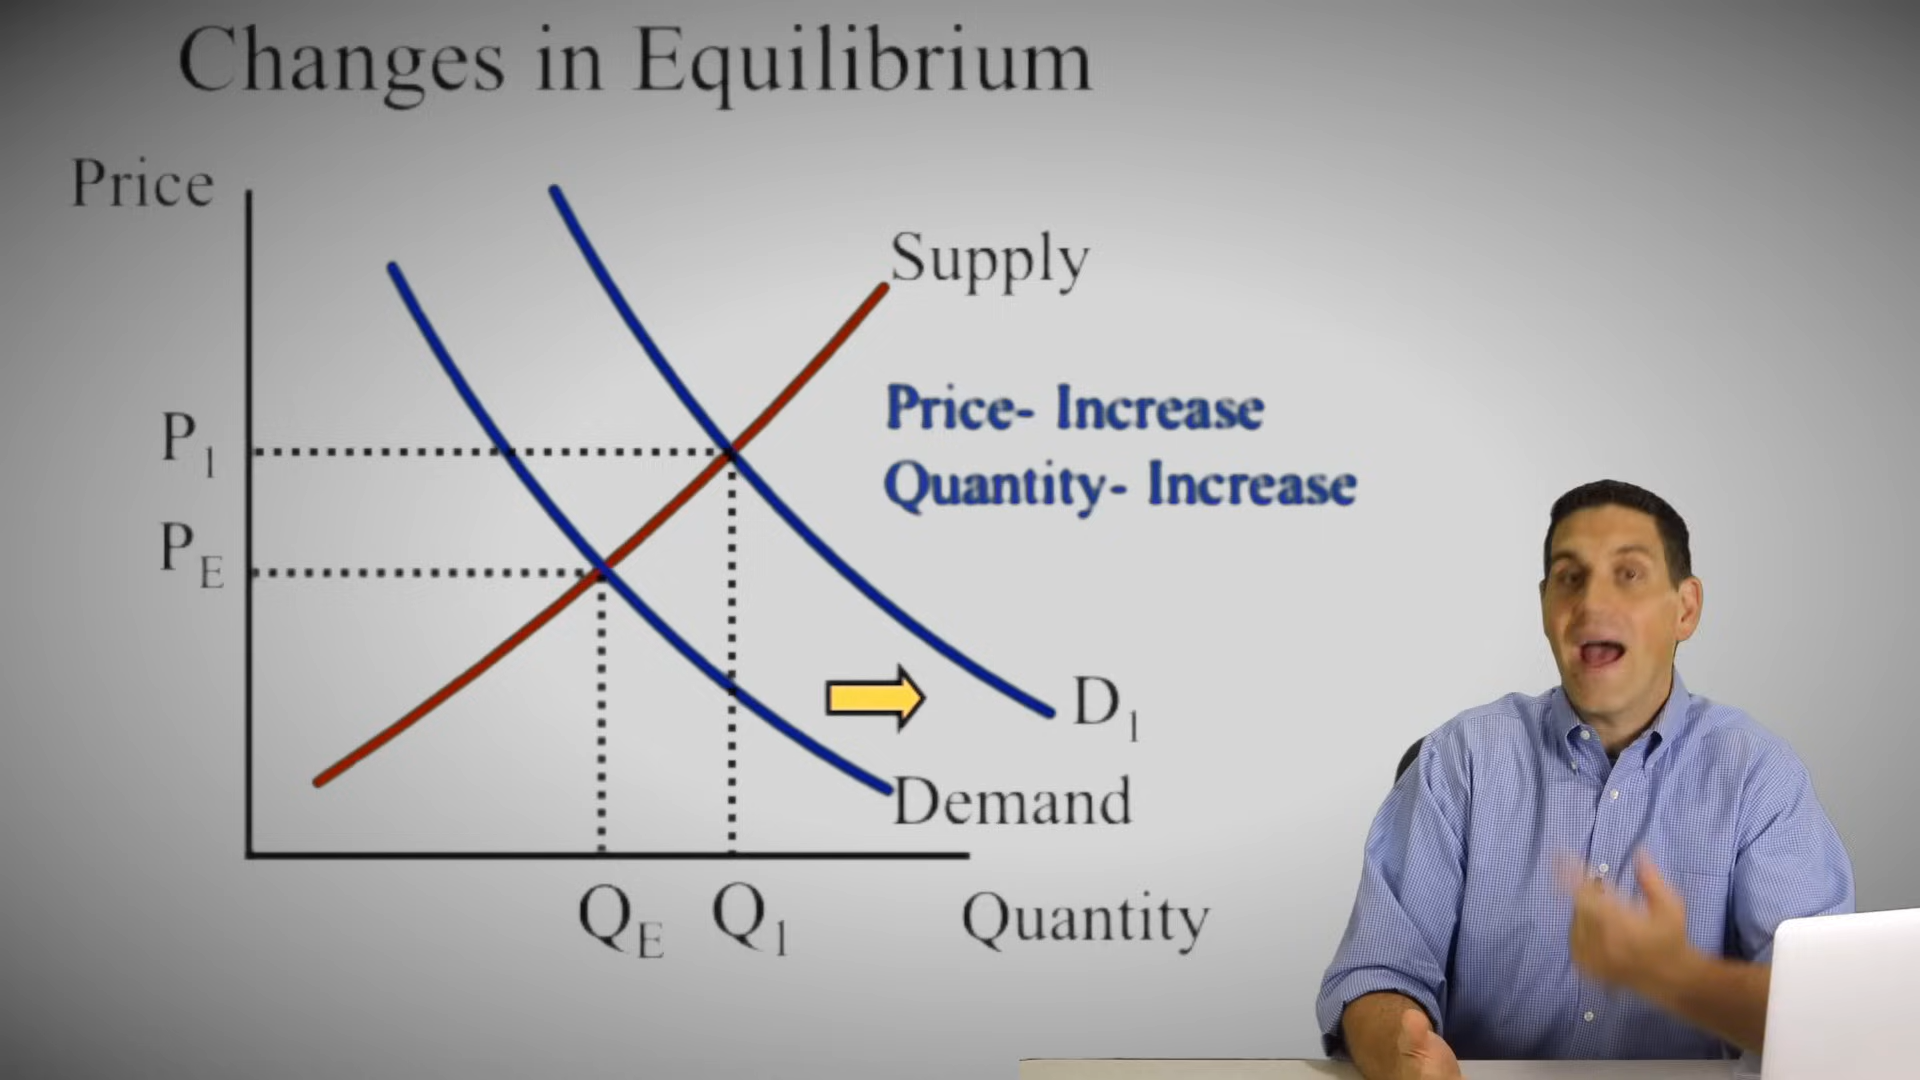 Changes in Equilibrium
Price
Supply
Price- Increase
Quantity- Increase
P1
PE
D1
Demand
QE Q1 Quantity